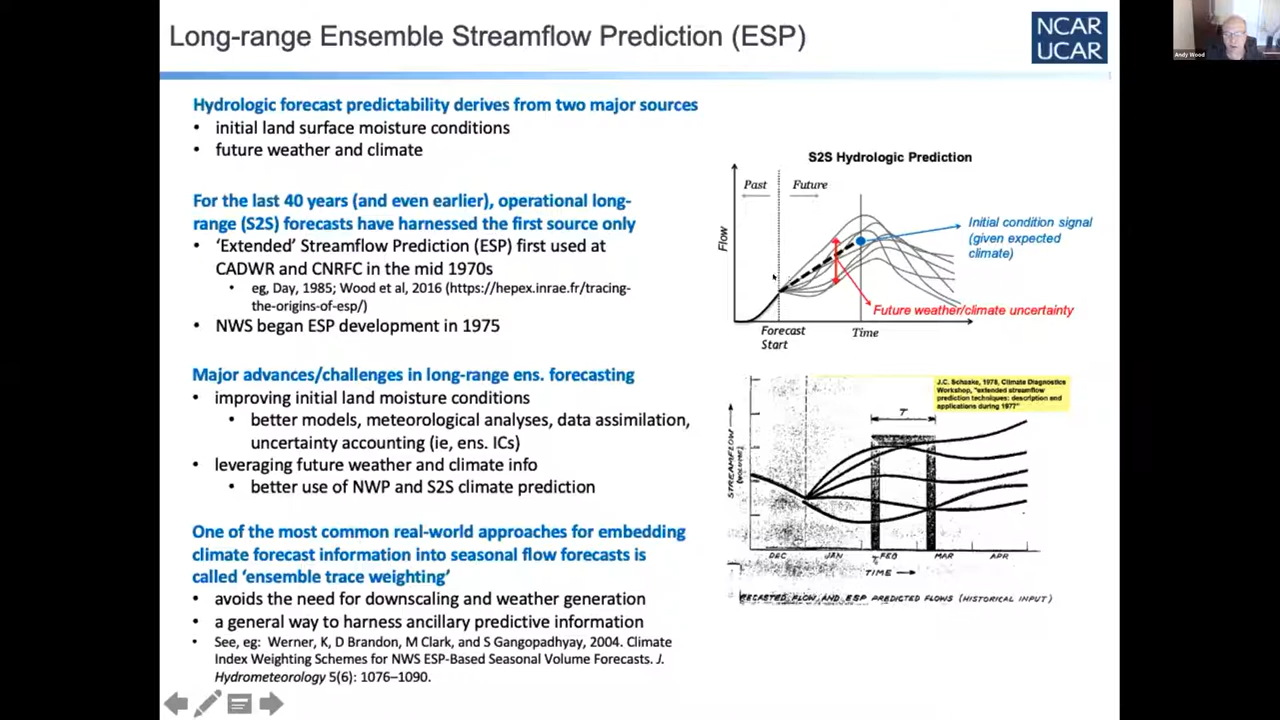 Long-range Ensemble Streamflow Prediction (ESP)
NCAR
UCAR
Andy Wood
Hydrologic forecast predictability derives from two major sources
• initial land surface moisture conditions
• future weather and climate
For the last 40 years (and even earlier), operational long-
range (S2S) forecasts have harnessed the first source only
• ‘Extended’ Streamflow Prediction (ESP) first used at
CADWR and CNRFC in the mid 1970s
• eg, Day, 1985; Wood et al, 2016 (https://hepex.inrae.fr/tracing-
the-origins-of-esp/)
• NWS began ESP development in 1975
Major advances/challenges in long-range ens. forecasting
• improving initial land moisture conditions
• better models, meteorological analyses, data assimilation,
uncertainty accounting (ie, ens. ICs)
• leveraging future weather and climate info
• better use of NWP and S2S climate prediction
One of the most common real-world approaches for embedding
climate forecast information into seasonal flow forecasts is
called ‘ensemble trace weighting’
• avoids the need for downscaling and weather generation
• a general way to harness ancillary predictive information
• See, eg: Werner, K, D Brandon, M Clark, and S Gangopadhyay, 2004. Climate
Index Weighting Schemes for NWS ESP-Based Seasonal Volume Forecasts. J.
Hydrometeorology 5(6): 1076–1090.
S2S Hydrologic Prediction
Past Future
Flow
Initial condition signal
(given expected
climate)
Future weather/climate uncertainty
Forecast
Start
Time
J.C. Schaake, 1978, Climate Diagnostics
Workshop, "extended streamflow
prediction techniques: description and
applications during 1977"
T
STREAMFLOW
(VOLUME)
DEC JAN FEB MAR APR
TIME
FLOW AND ESP PREDICTED FLOWS (HISTORICAL INPUT)